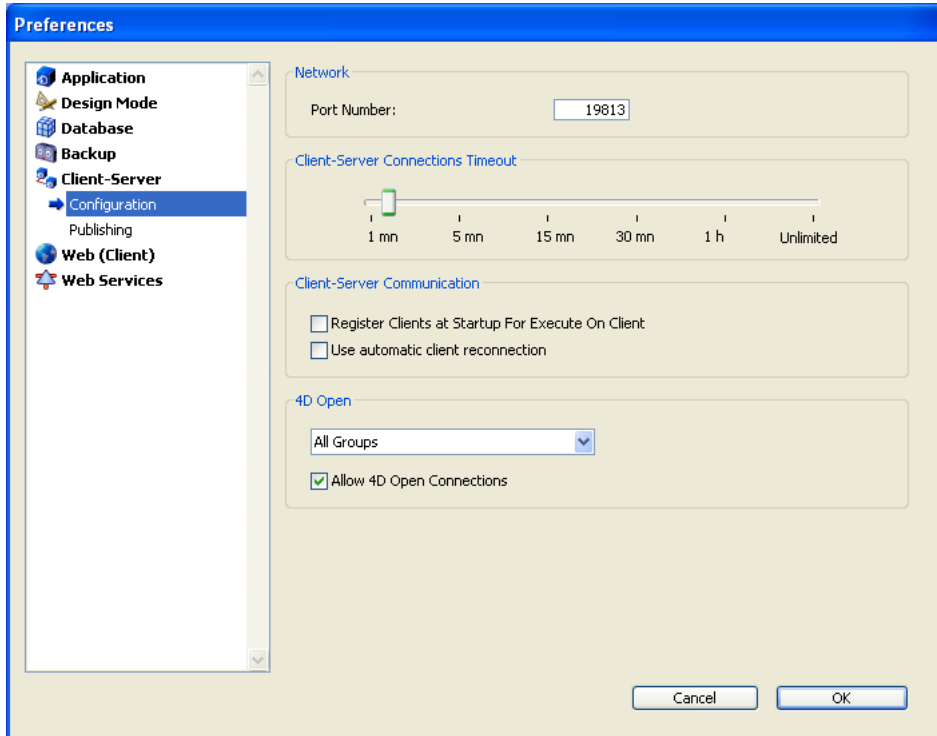 Preferences
Application
Design Mode
Database
Backup
Client-Server
Configuration
Publishing
Web (Client)
Web Services
Network
Port Number: 19813
Client-Server Connections Timeout
1 mn 5 mn 15 mn 30 mn 1 h Unlimited
Client-Server Communication
Register Clients at Startup For Execute On Client
Use automatic client reconnection
4D Open
All Groups
Allow 4D Open Connections
Cancel OK